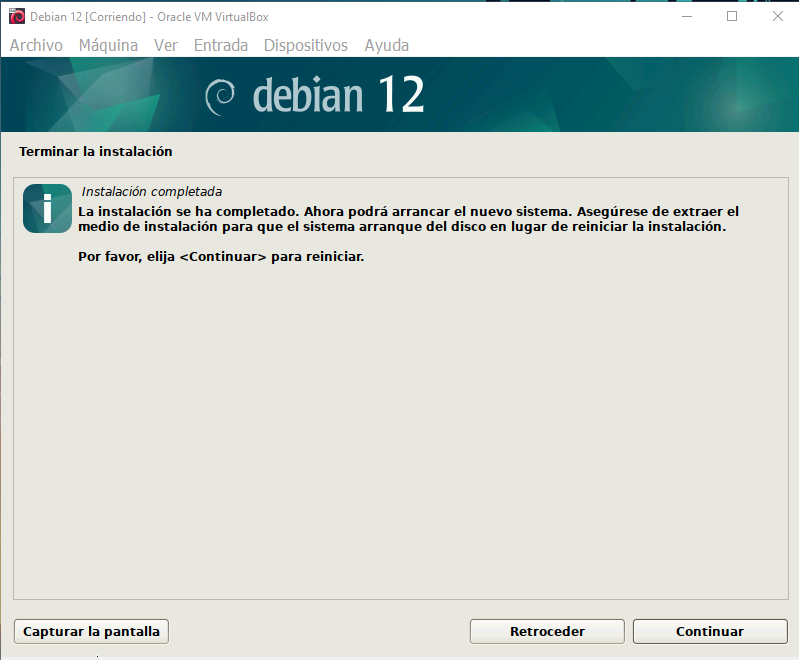 Debian 12 [Corriendo] - Oracle VM VirtualBox
Archivo Máquina Ver Entrada Dispositivos Ayuda
debian 12
Terminar la instalación
Instalación completada
La instalación se ha completado. Ahora podrá arrancar el nuevo sistema. Asegúrese de extraer el
medio de instalación para que el sistema arranque del disco en lugar de reiniciar la instalación.
Por favor, elija <Continuar> para reiniciar.
Capturar la pantalla Retroceder Continuar